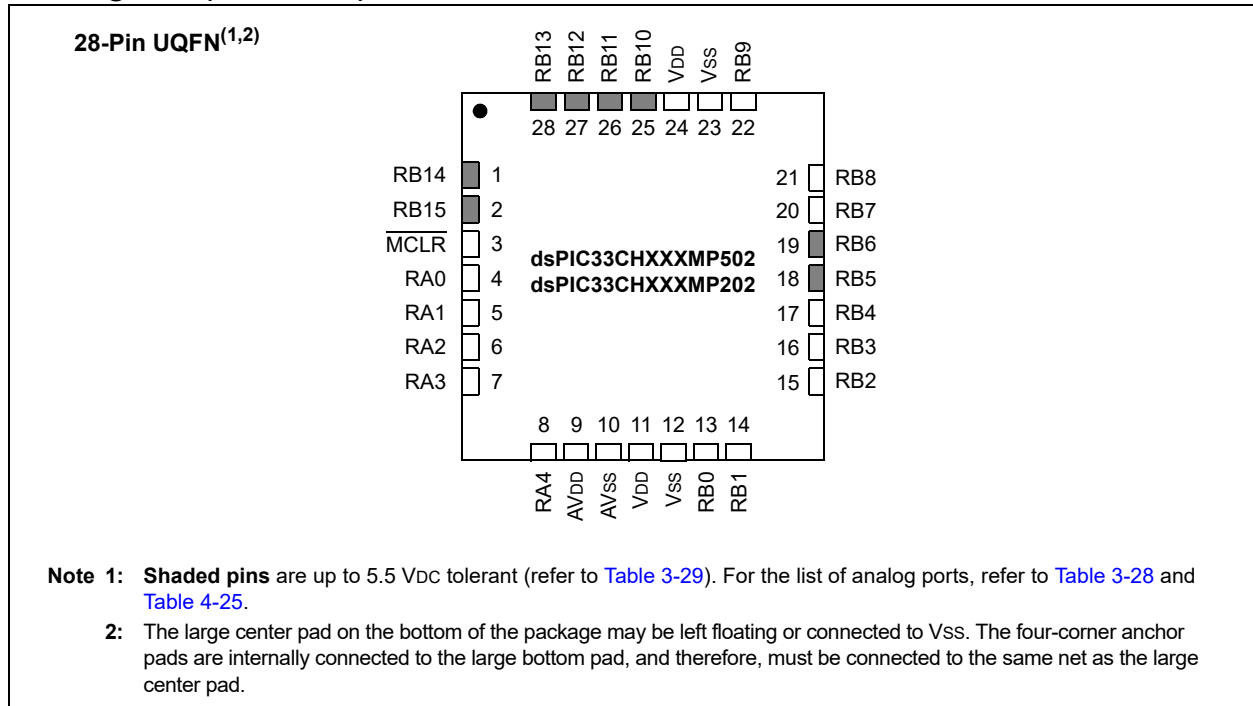 28-Pin UQFN(1,2)
RB13
RB12
RB11
RB10
VDD
VSS
RB9
28 27 26 25 24 23 22
RB14 1
RB15 2
MCLR 3
RA0 4
RA1 5
RA2 6
RA3 7
dsPIC33CHXXXMP502
dsPIC33CHXXXMP202
21 RB8
20 RB7
19 RB6
18 RB5
17 RB4
16 RB3
15 RB2
8 9 10 11 12 13 14
RA4
AVDD
AVSS
VDD
VSS
RB0
RB1
Note 1: Shaded pins are up to 5.5 VDC tolerant (refer to Table 3-29). For the list of analog ports, refer to Table 3-28 and
Table 4-25.
2: The large center pad on the bottom of the package may be left floating or connected to VSS. The four-corner anchor
pads are internally connected to the large bottom pad, and therefore, must be connected to the same net as the large
center pad.